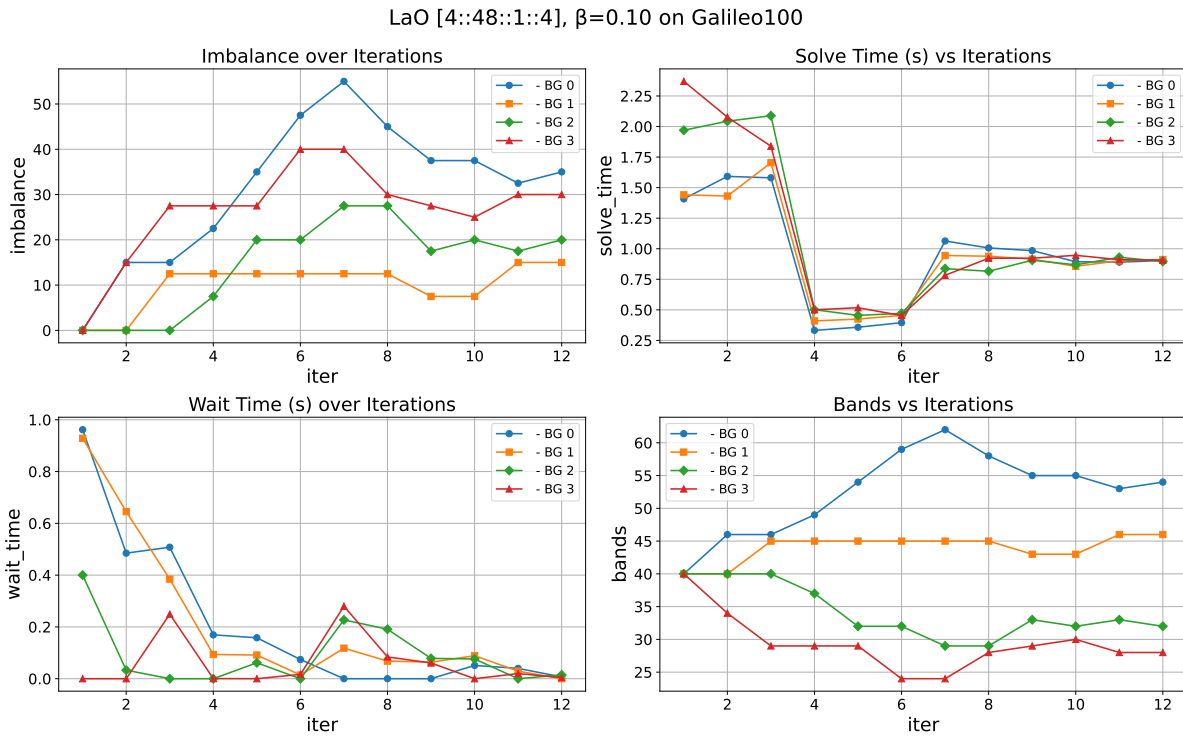 LaO [4::48::1::4], β=0.10 on Galileo100
Imbalance over Iterations
imbalance
50
40
30
20
10
0
2 4 6 8 10 12
iter
- BG 0
- BG 1
- BG 2
- BG 3
Solve Time (s) vs Iterations
solve_time
2.25
2.00
1.75
1.50
1.25
1.00
0.75
0.50
0.25
2 4 6 8 10 12
iter
- BG 0
- BG 1
- BG 2
- BG 3
Wait Time (s) over Iterations
wait_time
1.0
0.8
0.6
0.4
0.2
0.0
2 4 6 8 10 12
iter
- BG 0
- BG 1
- BG 2
- BG 3
Bands vs Iterations
bands
60
55
50
45
40
35
30
25
2 4 6 8 10 12
iter
- BG 0
- BG 1
- BG 2
- BG 3